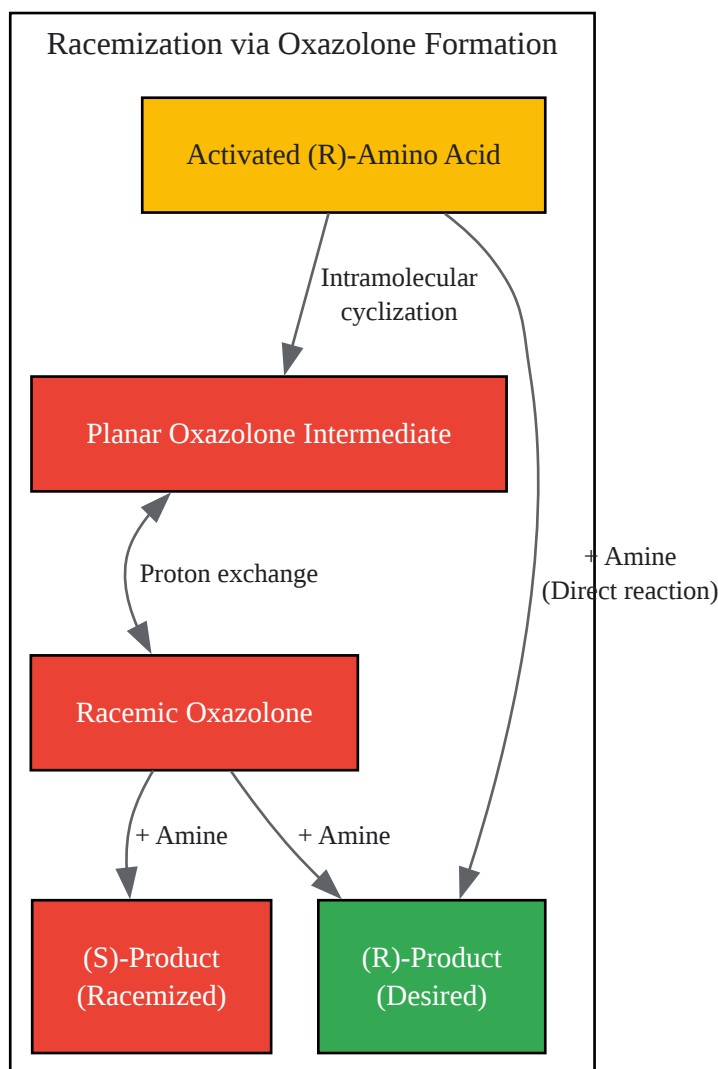 Racemization via Oxazolone Formation
Activated (R)-Amino Acid
Intramolecular
cyclization
Planar Oxazolone Intermediate
+ Amine
(Direct reaction)
Proton exchange
Racemic Oxazolone
+ Amine
+ Amine
(S)-Product
(Racemized)
(R)-Product
(Desired)